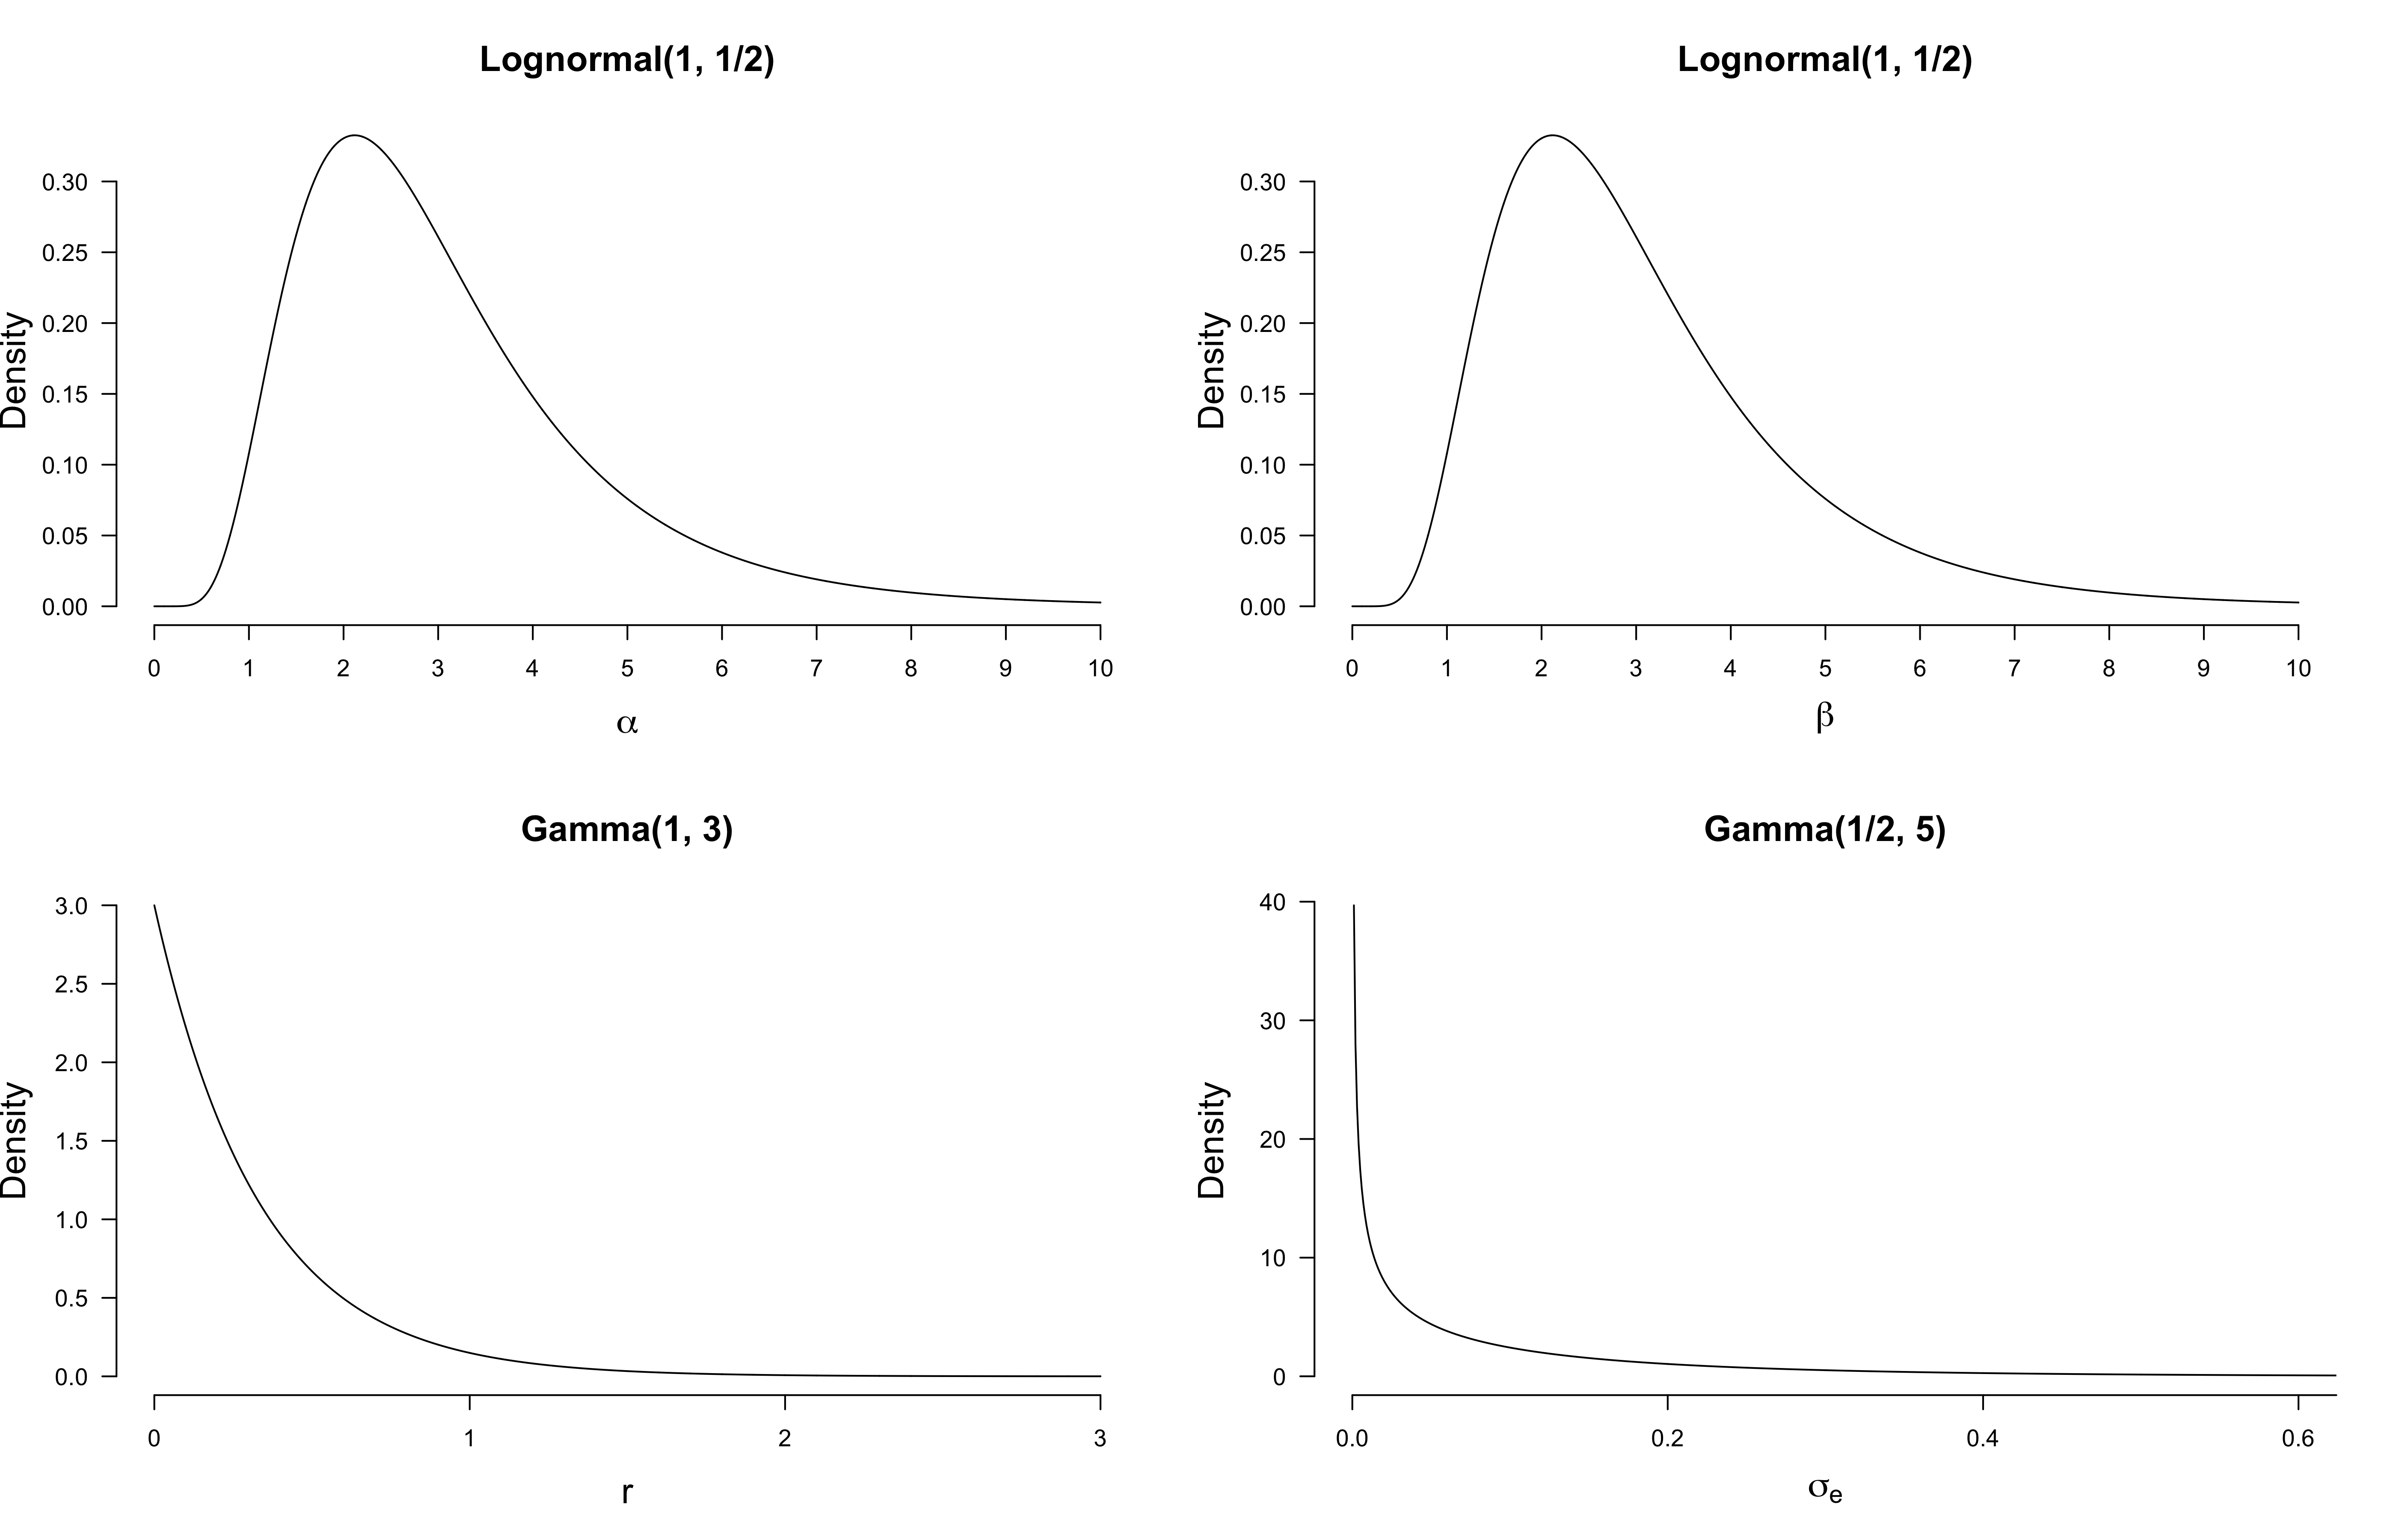 Lognormal(1, 1/2)
Density
0.30
0.25
0.20
0.15
0.10
0.05
0.00
0 1 2 3 4 5 6 7 8 9 10
α
Lognormal(1, 1/2)
Density
0.30
0.25
0.20
0.15
0.10
0.05
0.00
0 1 2 3 4 5 6 7 8 9 10
β
Gamma(1, 3)
Density
3.0
2.5
2.0
1.5
1.0
0.5
0.0
0 1 2 3
r
Gamma(1/2, 5)
Density
40
30
20
10
0
0.0 0.2 0.4 0.6
σe